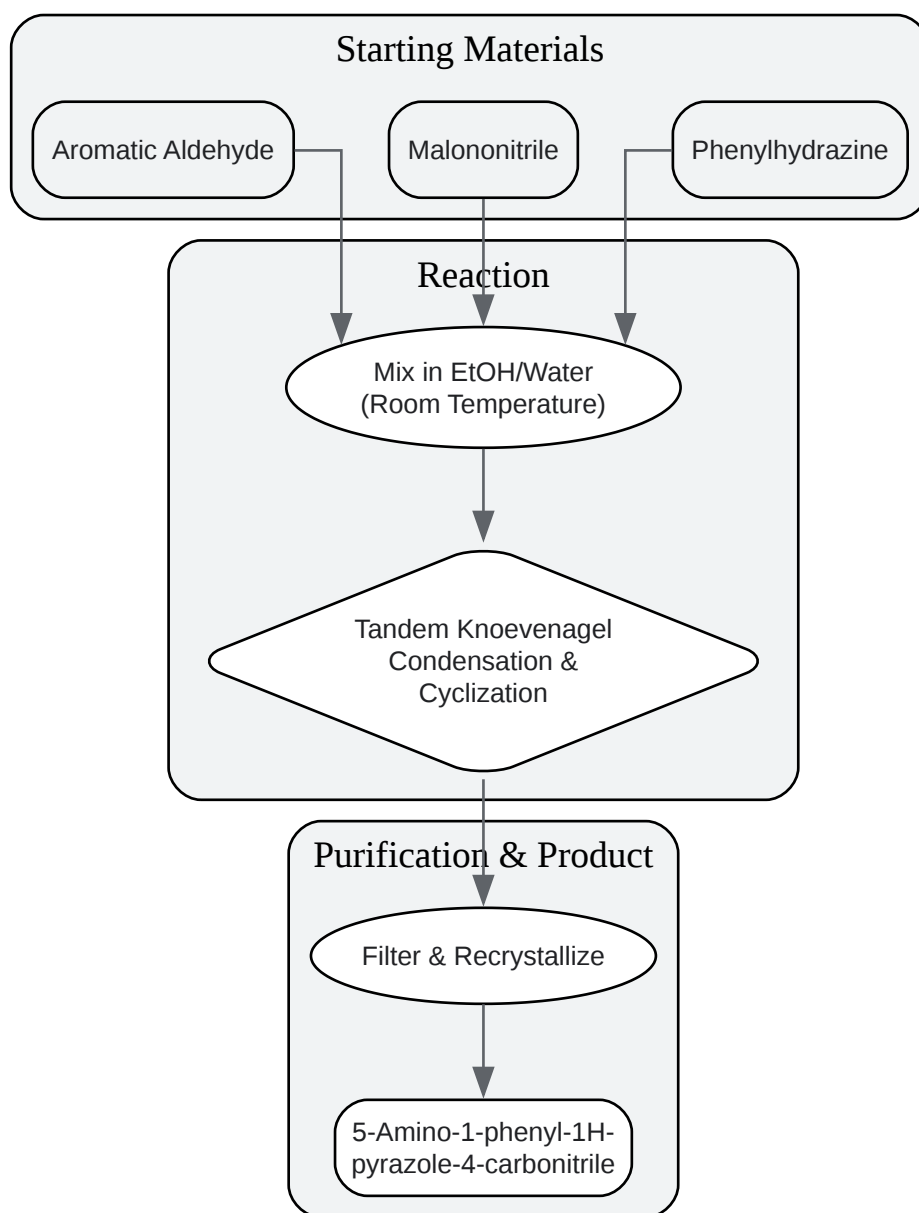 Starting Materials
Aromatic Aldehyde
Malononitrile
Phenylhydrazine
Reaction
Mix in EtOH/Water
(Room Temperature)
Tandem Knoevenagel
Condensation &
Cyclization
Purification & Product
Filter & Recrystallize
5-Amino-1-phenyl-1H-
pyrazole-4-carbonitrile